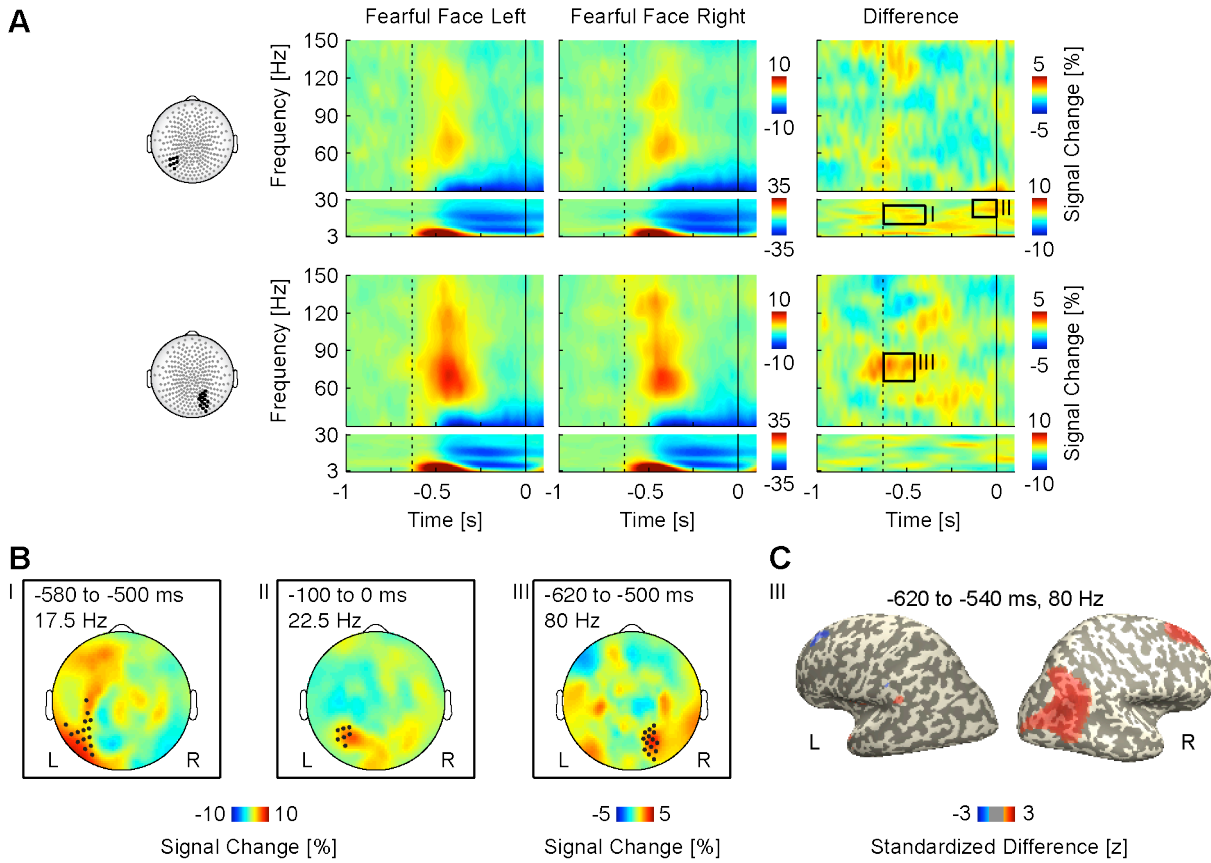 A
Fearful Face Left
Fearful Face Right
Difference
Frequency [Hz]
150
120
90
60
30
3
10
-10
35
-35
5
-5
10
-10
Signal Change [%]
I
II
Frequency [Hz]
150
120
90
60
30
3
10
-10
35
-35
5
-5
10
-10
Signal Change [%]
III
-1 -0.5 0
-1 -0.5 0
-1 -0.5 0
Time [s]
Time [s]
Time [s]
B
I
-580 to -500 ms
17.5 Hz
L R
II
-100 to 0 ms
22.5 Hz
L R
III
-620 to -500 ms
80 Hz
L R
-10 10
Signal Change [%]
-5 5
Signal Change [%]
C
III
-620 to -540 ms, 80 Hz
L R
-3 3
Standardized Difference [z]